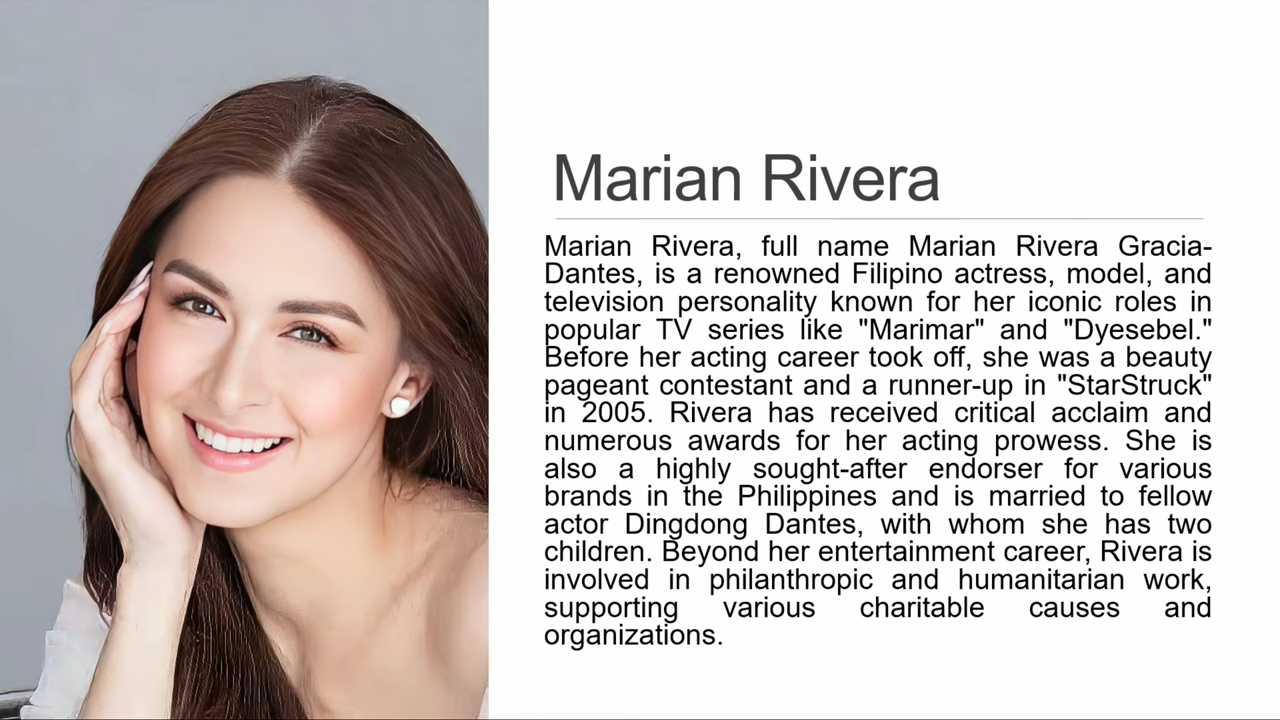 Marian Rivera
Marian Rivera, full name Marian Rivera Gracia-
Dantes, is a renowned Filipino actress, model, and
television personality known for her iconic roles in
popular TV series like "Marimar" and "Dyesebel."
Before her acting career took off, she was a beauty
pageant contestant and a runner-up in "StarStruck"
in 2005. Rivera has received critical acclaim and
numerous awards for her acting prowess. She is
also a highly sought-after endorser for various
brands in the Philippines and is married to fellow
actor Dingdong Dantes, with whom she has two
children. Beyond her entertainment career, Rivera is
involved in philanthropic and humanitarian work,
supporting various charitable causes and
organizations.